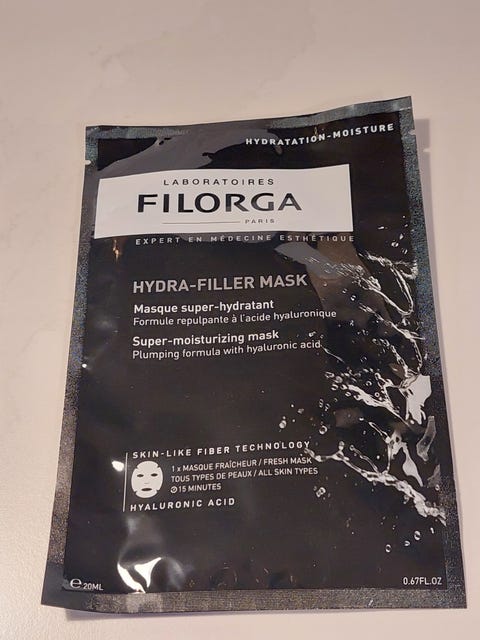 HYDRATATION-MOISTURE
LABORATOIRES
FILORGA
PARIS
EXPERT EN MÉDECINE ESTHÉTIQUE
HYDRA-FILLER MASK
Masque super-hydratant
Formule repulpante à l'acide hyaluronique
Super-moisturizing mask
Plumping formula with hyaluronic acid
SKIN-LIKE FIBER TECHNOLOGY
1 x MASQUE FRAÎCHEUR / FRESH MASK
TOUS TYPES DE PEAUX / ALL SKIN TYPES
15 MINUTES
HYALURONIC ACID
e 20ML
0.67FL.OZ